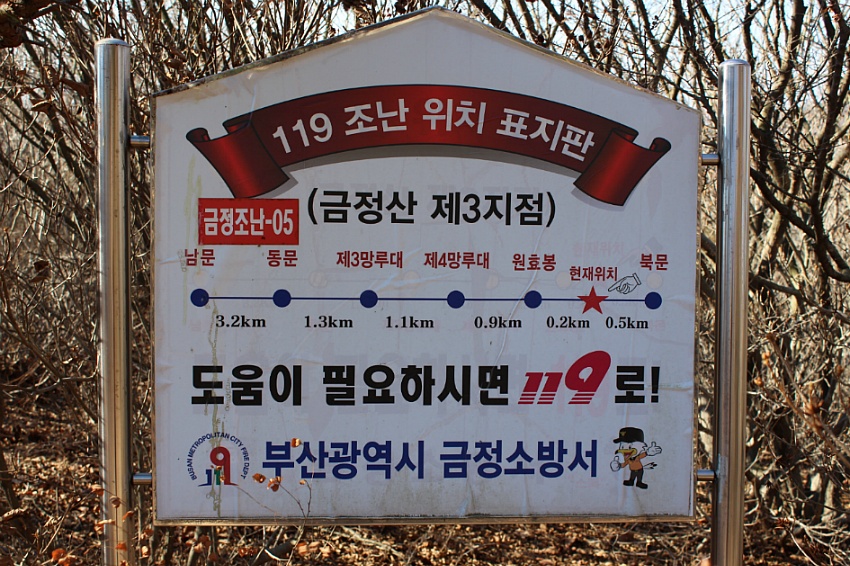 119 조난 위치 표지판
금정조난-05 (금정산 제3지점)
남문 동문 제3망루대 제4망루대 원효봉 현재위치 북문
3.2km 1.3km 1.1km 0.9km 0.2km 0.5km
도움이 필요하시면 119로!
BUSAN METROPOLITAN CITY FIRE DEPT
119
부산광역시 금정소방서